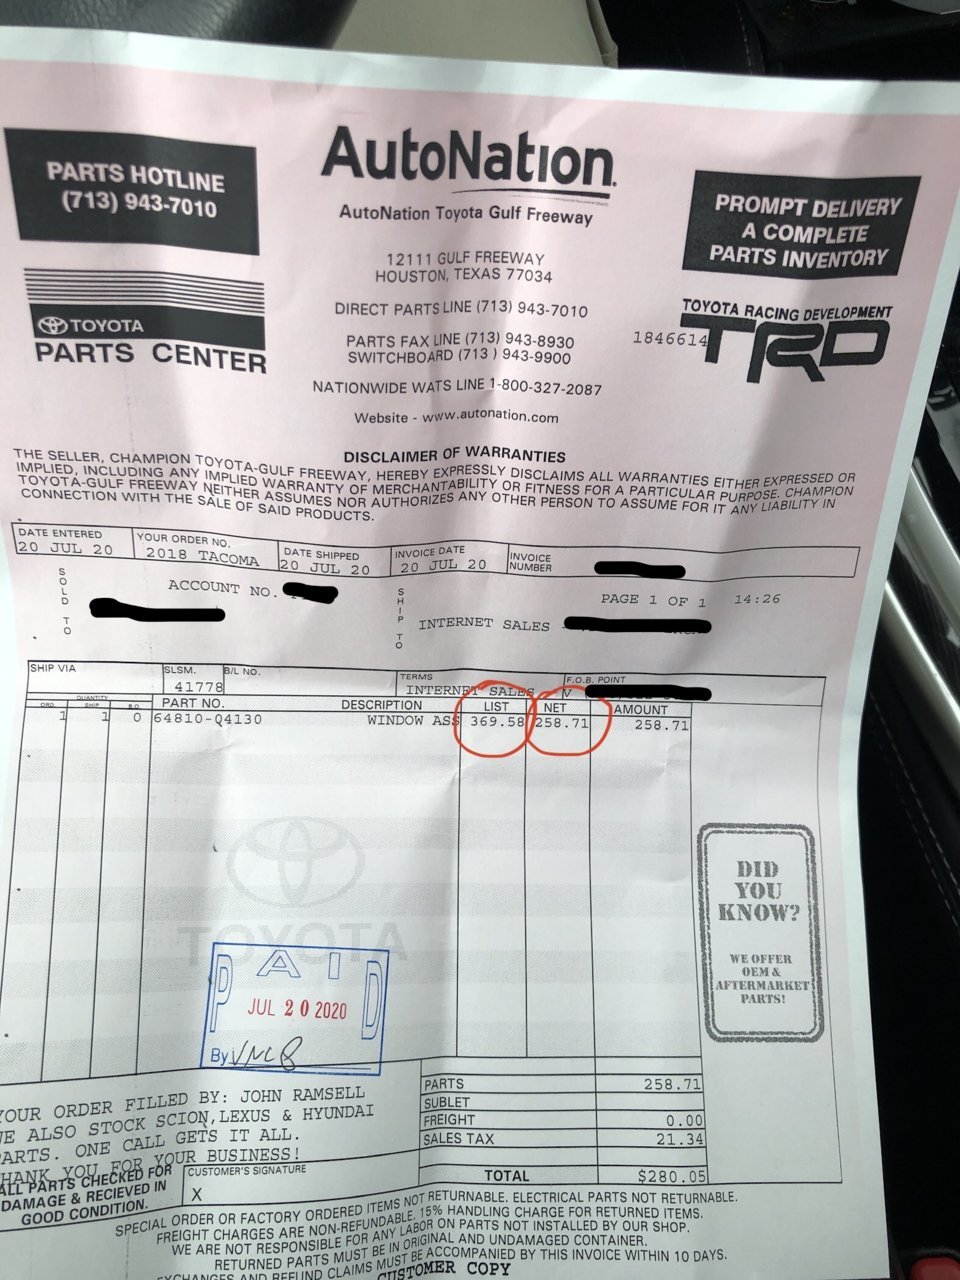 PARTS HOTLINE
(713) 943-7010
AutoNation.
AutoNation Toyota Gulf Freeway
12111 GULF FREEWAY
HOUSTON, TEXAS 77034
DIRECT PARTS LINE (713) 943-7010
PARTS FAX LINE (713) 943-8930
SWITCHBOARD (713 ) 943-9900
NATIONWIDE WATS LINE 1-800-327-2087
Website - www.autonation.com
PROMPT DELIVERY
A COMPLETE
PARTS INVENTORY
TOYOTA
PARTS CENTER
TOYOTA RACING DEVELOPMENT
1846614 TRD
DISCLAIMER OF WARRANTIES
THE SELLER, CHAMPION TOYOTA-GULF FREEWAY, HEREBY EXPRESSLY DISCLAIMS ALL WARRANTIES EITHER EXPRESSED OR
IMPLIED, INCLUDING ANY IMPLIED WARRANTY OF MERCHANTABILITY OR FITNESS FOR A PARTICULAR PURPOSE. CHAMPION
TOYOTA-GULF FREEWAY NEITHER ASSUMES NOR AUTHORIZES ANY OTHER PERSON TO ASSUME FOR IT ANY LIABILITY IN
CONNECTION WITH THE SALE OF SAID PRODUCTS.
DATE ENTERED YOUR ORDER NO. DATE SHIPPED INVOICE DATE INVOICE NUMBER
20 JUL 20 2018 TACOMA 20 JUL 20 20 JUL 20
SOLD TO
ACCOUNT NO.
SHIP TO
PAGE 1 OF 1 14:26
INTERNET SALES
SHIP VIA SLSM. B/L NO. TERMS F.O.B. POINT
41778 INTERNET SALES V
QUANTITY
ORD. SHIP B.O. PART NO. DESCRIPTION LIST NET AMOUNT
1 1 0 64810-Q4130 WINDOW ASS 369.58 258.71 258.71
TOYOTA
DID
YOU
KNOW?
WE OFFER
OEM &
AFTERMARKET
PARTS!
PAID
JUL 20 2020
By
YOUR ORDER FILLED BY: JOHN RAMSELL
WE ALSO STOCK SCION,LEXUS & HYUNDAI
PARTS. ONE CALL GETS IT ALL.
THANK YOU FOR YOUR BUSINESS!
PARTS 258.71
SUBLET
FREIGHT 0.00
SALES TAX 21.34
TOTAL $280.05
ALL PARTS CHECKED FOR
DAMAGE & RECIEVED IN
GOOD CONDITION.
CUSTOMER'S SIGNATURE
X
SPECIAL ORDER OR FACTORY ORDERED ITEMS NOT RETURNABLE. ELECTRICAL PARTS NOT RETURNABLE.
FREIGHT CHARGES ARE NON-REFUNDABLE, 15% HANDLING CHARGE FOR RETURNED ITEMS.
WE ARE NOT RESPONSIBLE FOR ANY LABOR ON PARTS NOT INSTALLED BY OUR SHOP.
RETURNED PARTS MUST BE IN ORIGINAL AND UNDAMAGED CONTAINER.
EXCHANGES AND REFUND CLAIMS MUST BE ACCOMPANIED BY THIS INVOICE WITHIN 10 DAYS.
CUSTOMER COPY